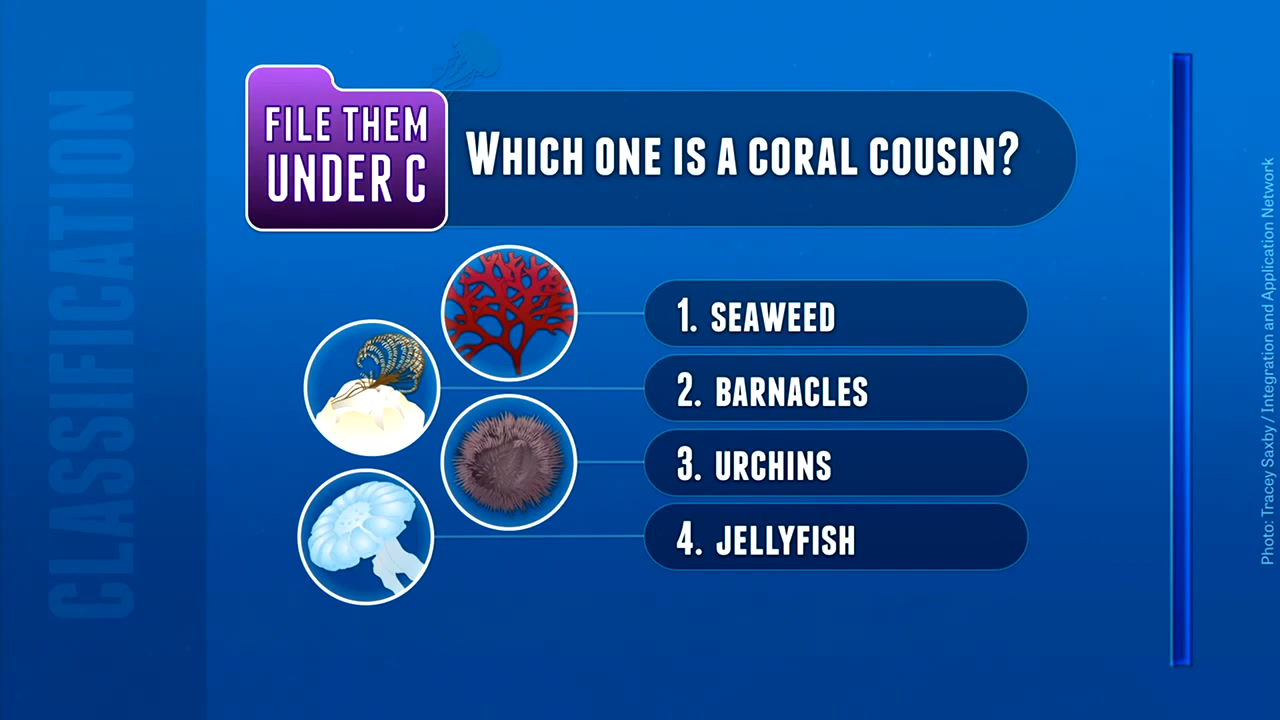 CLASSIFICATION
FILE THEM
UNDER C
WHICH ONE IS A CORAL COUSIN?
1. SEAWEED
2. BARNACLES
3. URCHINS
4. JELLYFISH
Photo: Tracey Saxby / Integration and Application Network